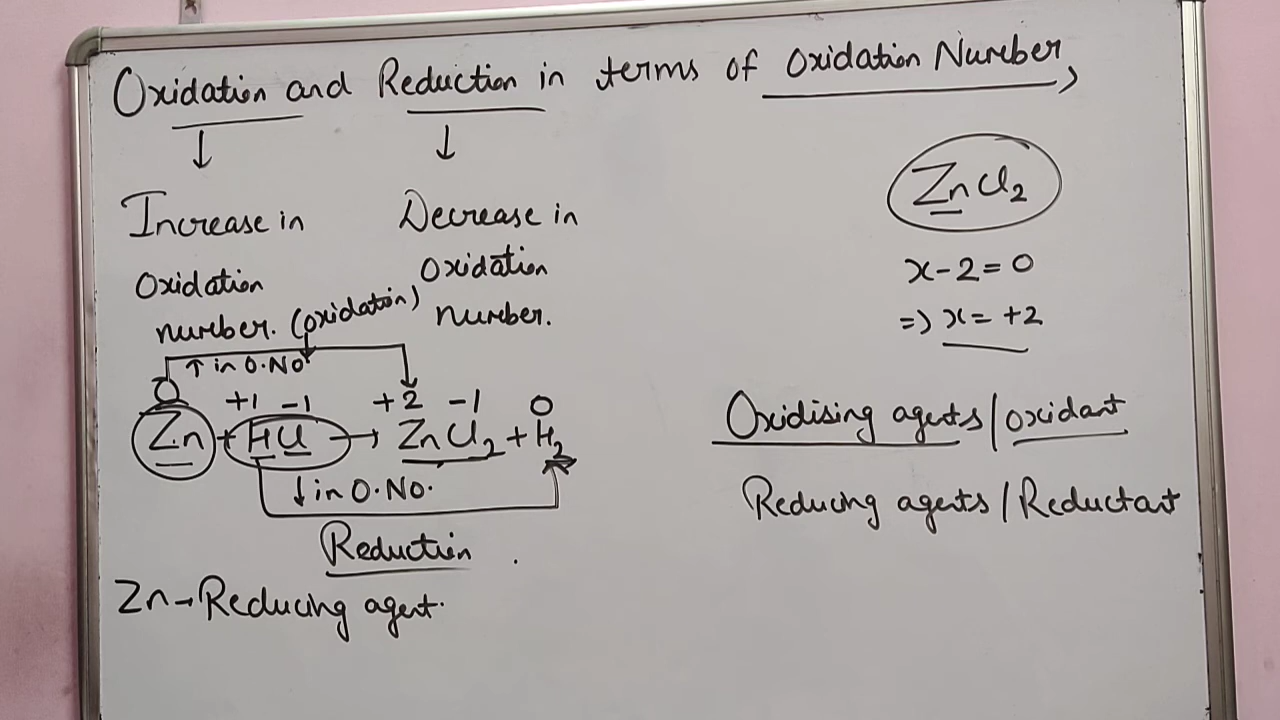 Oxidation and Reduction in terms of Oxidation Number,
↓ ↓
Increase in
Oxidation
number.
Decrease in
Oxidation
number.
(oxidation)
↑ in O.No
0 +1 -1 +2 -1 0
Zn + HCl → ZnCl₂ + H₂
↓ in O.No.
Reduction
Zn → Reducing agent.
ZnCl₂
x-2=0
=> x= +2
Oxidising agents/oxidant
Reducing agents/Reductant